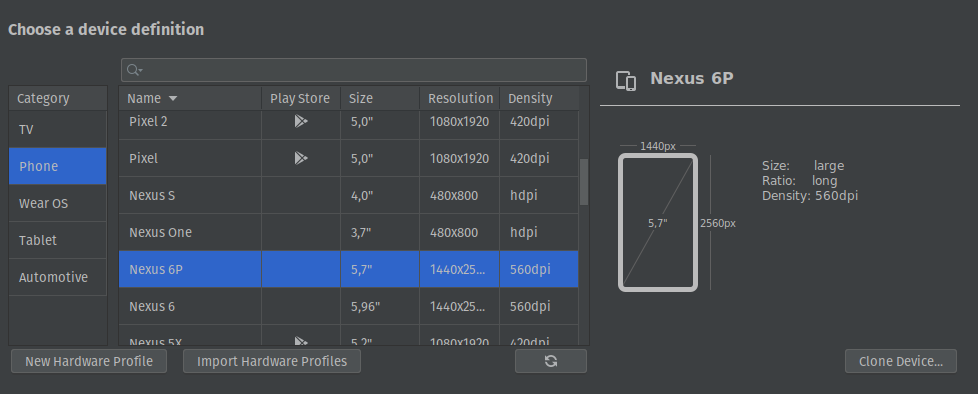 Choose a device definition
Category
TV
Phone
Wear OS
Tablet
Automotive
Name Play Store Size Resolution Density
Pixel 2 5,0" 1080x1920 420dpi
Pixel 5,0" 1080x1920 420dpi
Nexus S 4,0" 480x800 hdpi
Nexus One 3,7" 480x800 hdpi
Nexus 6P 5,7" 1440x25... 560dpi
Nexus 6 5,96" 1440x25... 560dpi
Nexus 5X 5,2" 1080x1920 420dpi
New Hardware Profile
Import Hardware Profiles
Nexus 6P
1440px
5,7"
2560px
Size: large
Ratio: long
Density: 560dpi
Clone Device...